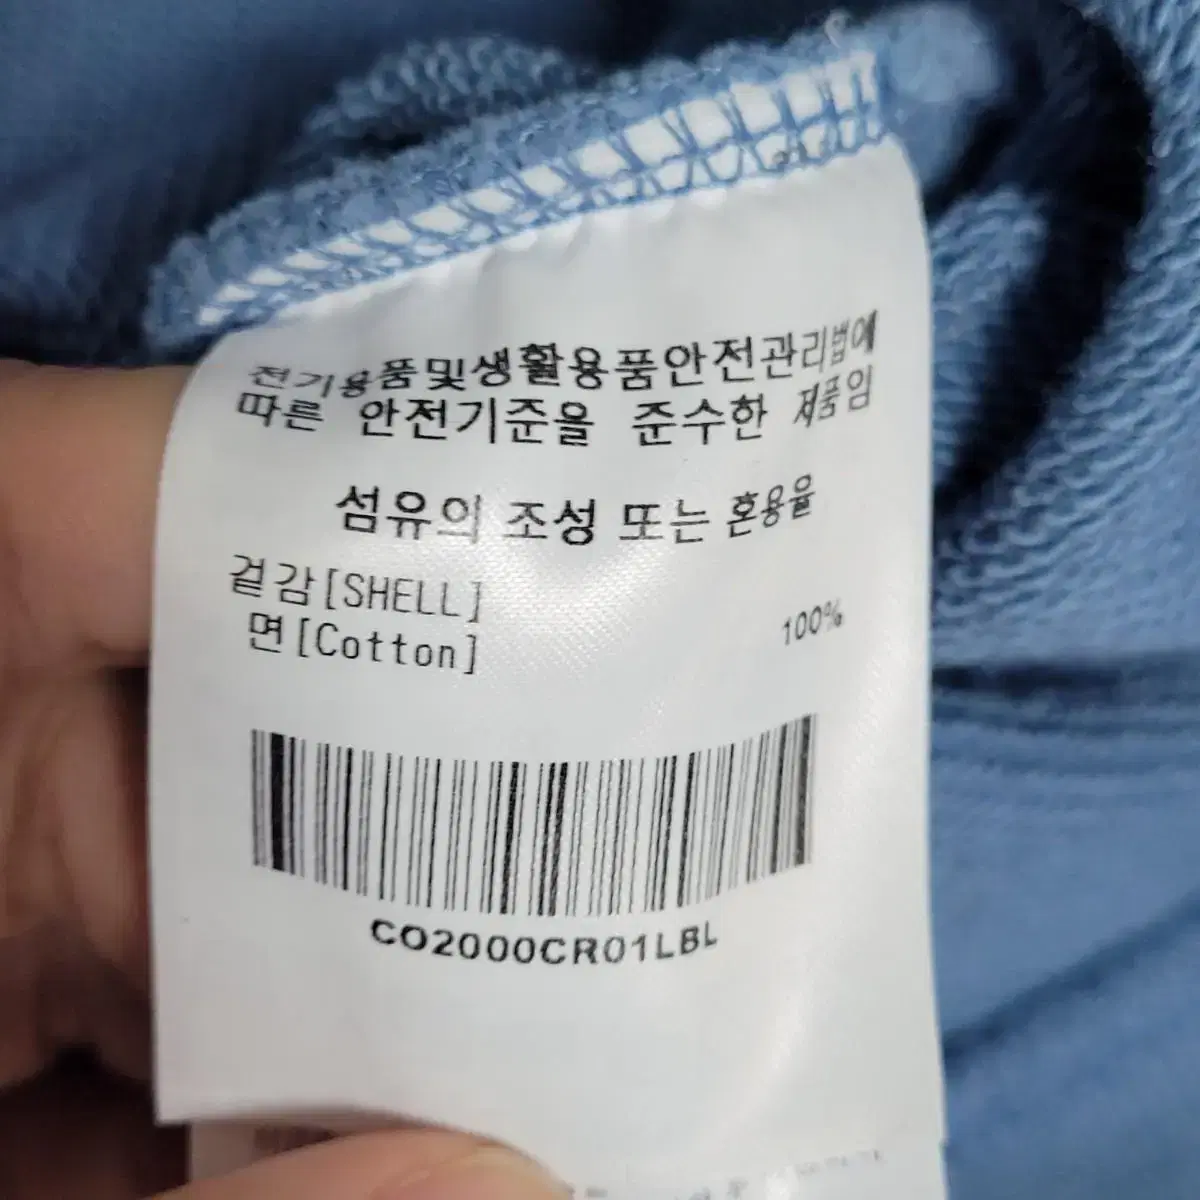 전기용품및생활용품안전관리법에
따른 안전기준을 준수한 제품임
섬유의 조성 또는 혼용율
겉감[SHELL]
면[Cotton] 100%
CO2000CR01LBL